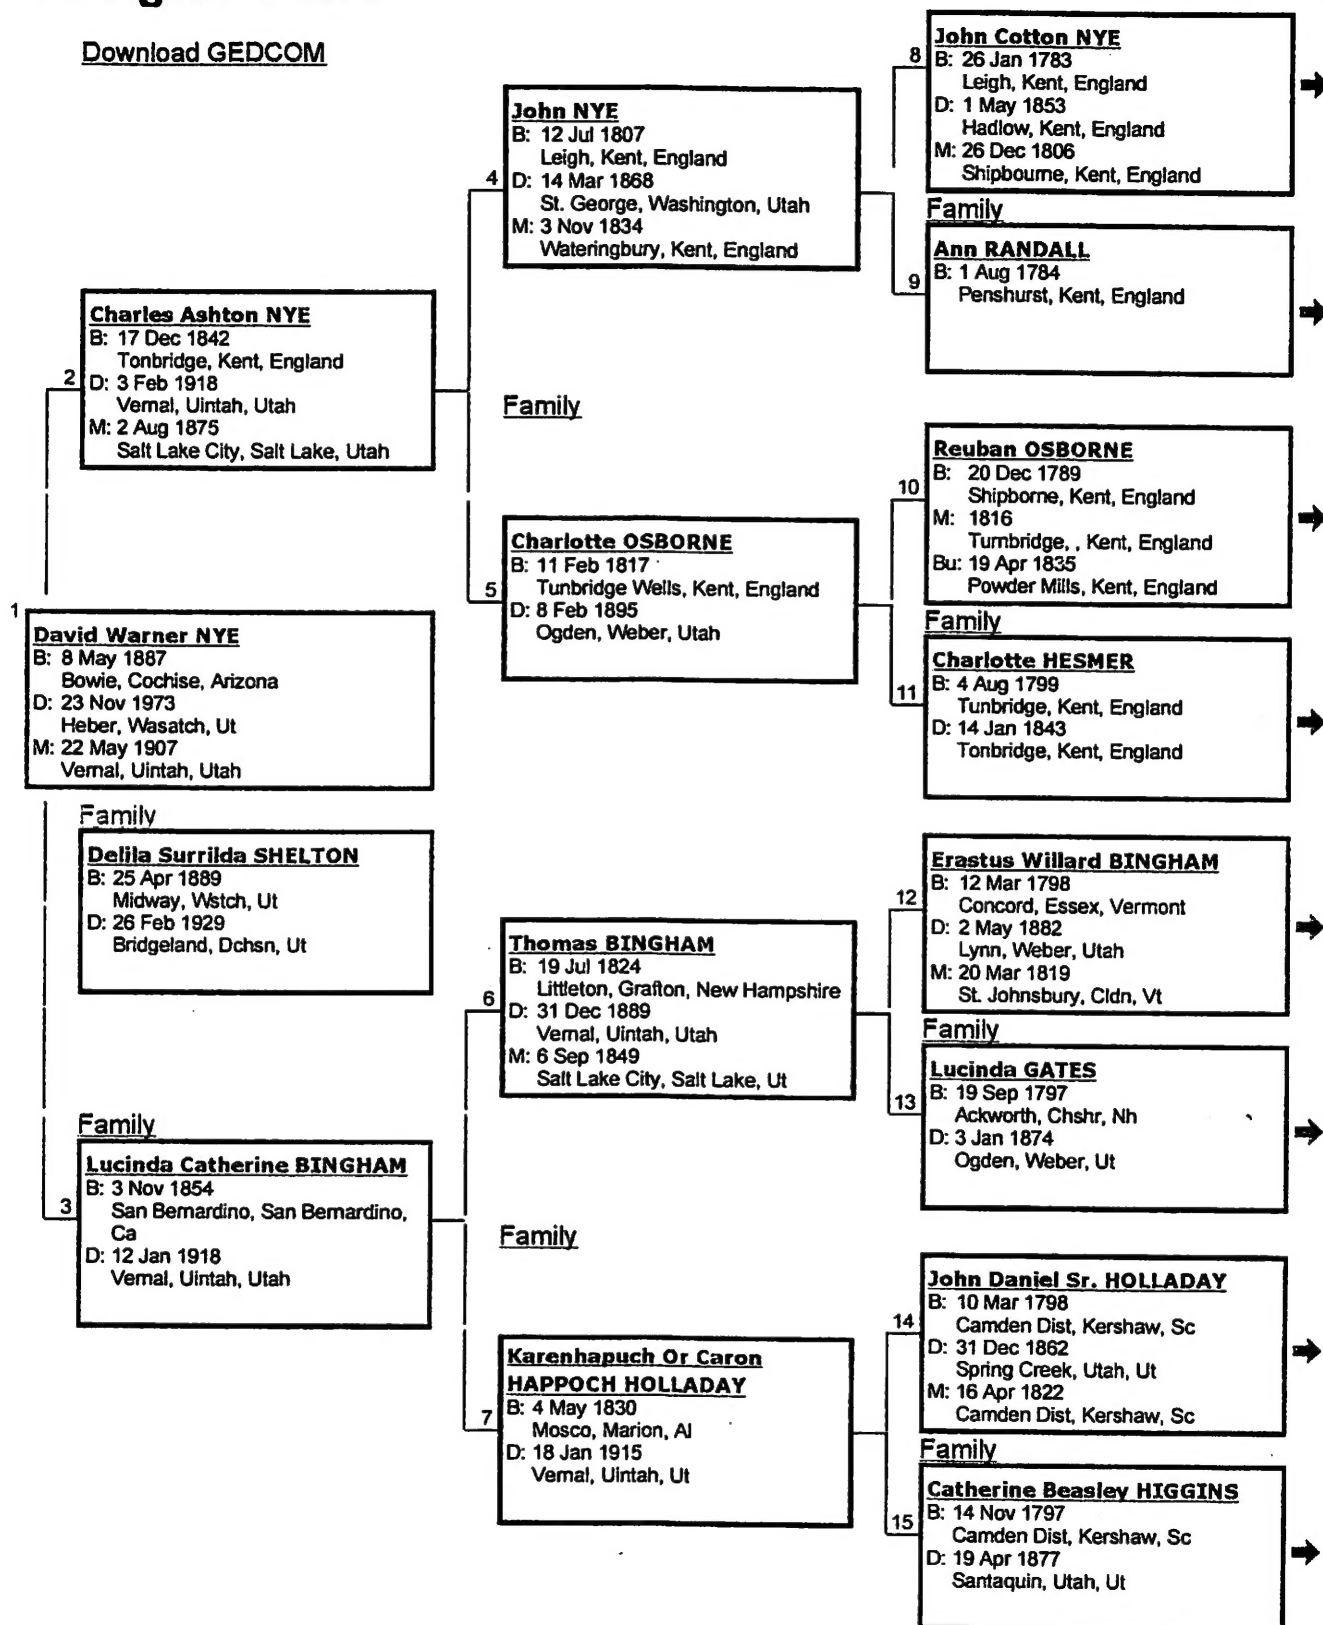 Download GEDCOM
8
John Cotton NYE
B: 26 Jan 1783
Leigh, Kent, England
D: 1 May 1853
Hadlow, Kent, England
M: 26 Dec 1806
Shipbourne, Kent, England
4
John NYE
B: 12 Jul 1807
Leigh, Kent, England
D: 14 Mar 1868
St. George, Washington, Utah
M: 3 Nov 1834
Wateringbury, Kent, England
Family
9
Ann RANDALL
B: 1 Aug 1784
Penshurst, Kent, England
2
Charles Ashton NYE
B: 17 Dec 1842
Tonbridge, Kent, England
D: 3 Feb 1918
Vernal, Uintah, Utah
M: 2 Aug 1875
Salt Lake City, Salt Lake, Utah
Family
10
Reuban OSBORNE
B: 20 Dec 1789
Shipborne, Kent, England
M: 1816
Turnbridge, , Kent, England
Bu: 19 Apr 1835
Powder Mills, Kent, England
5
Charlotte OSBORNE
B: 11 Feb 1817
Tunbridge Wells, Kent, England
D: 8 Feb 1895
Ogden, Weber, Utah
Family
11
Charlotte HESMER
B: 4 Aug 1799
Tunbridge, Kent, England
D: 14 Jan 1843
Tonbridge, Kent, England
1
David Warner NYE
B: 8 May 1887
Bowie, Cochise, Arizona
D: 23 Nov 1973
Heber, Wasatch, Ut
M: 22 May 1907
Vernal, Uintah, Utah
Family
Delila Surrilda SHELTON
B: 25 Apr 1889
Midway, Wstch, Ut
D: 26 Feb 1929
Bridgeland, Dchsn, Ut
12
Erastus Willard BINGHAM
B: 12 Mar 1798
Concord, Essex, Vermont
D: 2 May 1882
Lynn, Weber, Utah
M: 20 Mar 1819
St. Johnsbury, Cldn, Vt
6
Thomas BINGHAM
B: 19 Jul 1824
Littleton, Grafton, New Hampshire
D: 31 Dec 1889
Vernal, Uintah, Utah
M: 6 Sep 1849
Salt Lake City, Salt Lake, Ut
Family
13
Lucinda GATES
B: 19 Sep 1797
Ackworth, Chshr, Nh
D: 3 Jan 1874
Ogden, Weber, Ut
Family
3
Lucinda Catherine BINGHAM
B: 3 Nov 1854
San Bernardino, San Bernardino,
Ca
D: 12 Jan 1918
Vernal, Uintah, Utah
Family
14
John Daniel Sr. HOLLADAY
B: 10 Mar 1798
Camden Dist, Kershaw, Sc
D: 31 Dec 1862
Spring Creek, Utah, Ut
M: 16 Apr 1822
Camden Dist, Kershaw, Sc
7
Karenhapuch Or Caron
HAPPOCH HOLLADAY
B: 4 May 1830
Mosco, Marion, Al
D: 18 Jan 1915
Vernal, Uintah, Ut
Family
15
Catherine Beasley HIGGINS
B: 14 Nov 1797
Camden Dist, Kershaw, Sc
D: 19 Apr 1877
Santaquin, Utah, Ut